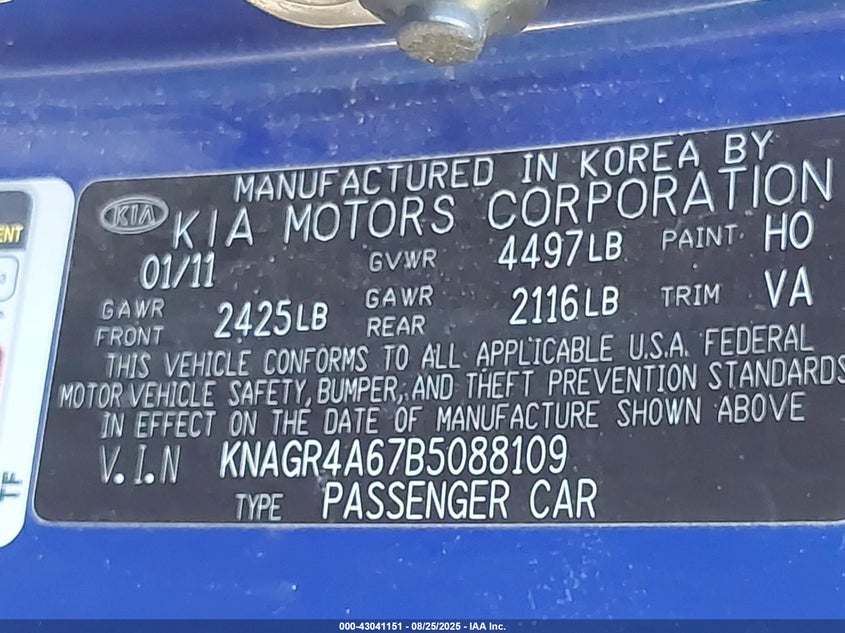 MANUFACTURED IN KOREA BY
KIA KIA MOTORS CORPORATION
01/11 GVWR 4497LB PAINT HO
GAWR FRONT 2425LB GAWR REAR 2116LB TRIM VA
THIS VEHICLE CONFORMS TO ALL APPLICABLE U.S.A. FEDERAL
MOTOR VEHICLE SAFETY, BUMPER, AND THEFT PREVENTION STANDARDS
IN EFFECT ON THE DATE OF MANUFACTURE SHOWN ABOVE
V.I.N KNAGR4A67B5088109
TYPE PASSENGER CAR
ENT
TF
000-43041151 - 08/25/2025 - IAA Inc.